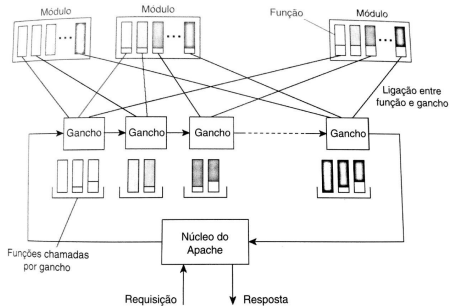 Módulo
Módulo
Função
Módulo
...
...
...
Ligação entre
função e gancho
Gancho
Gancho
Gancho
Gancho
Funções chamadas
por gancho
Núcleo do
Apache
Requisição
Resposta